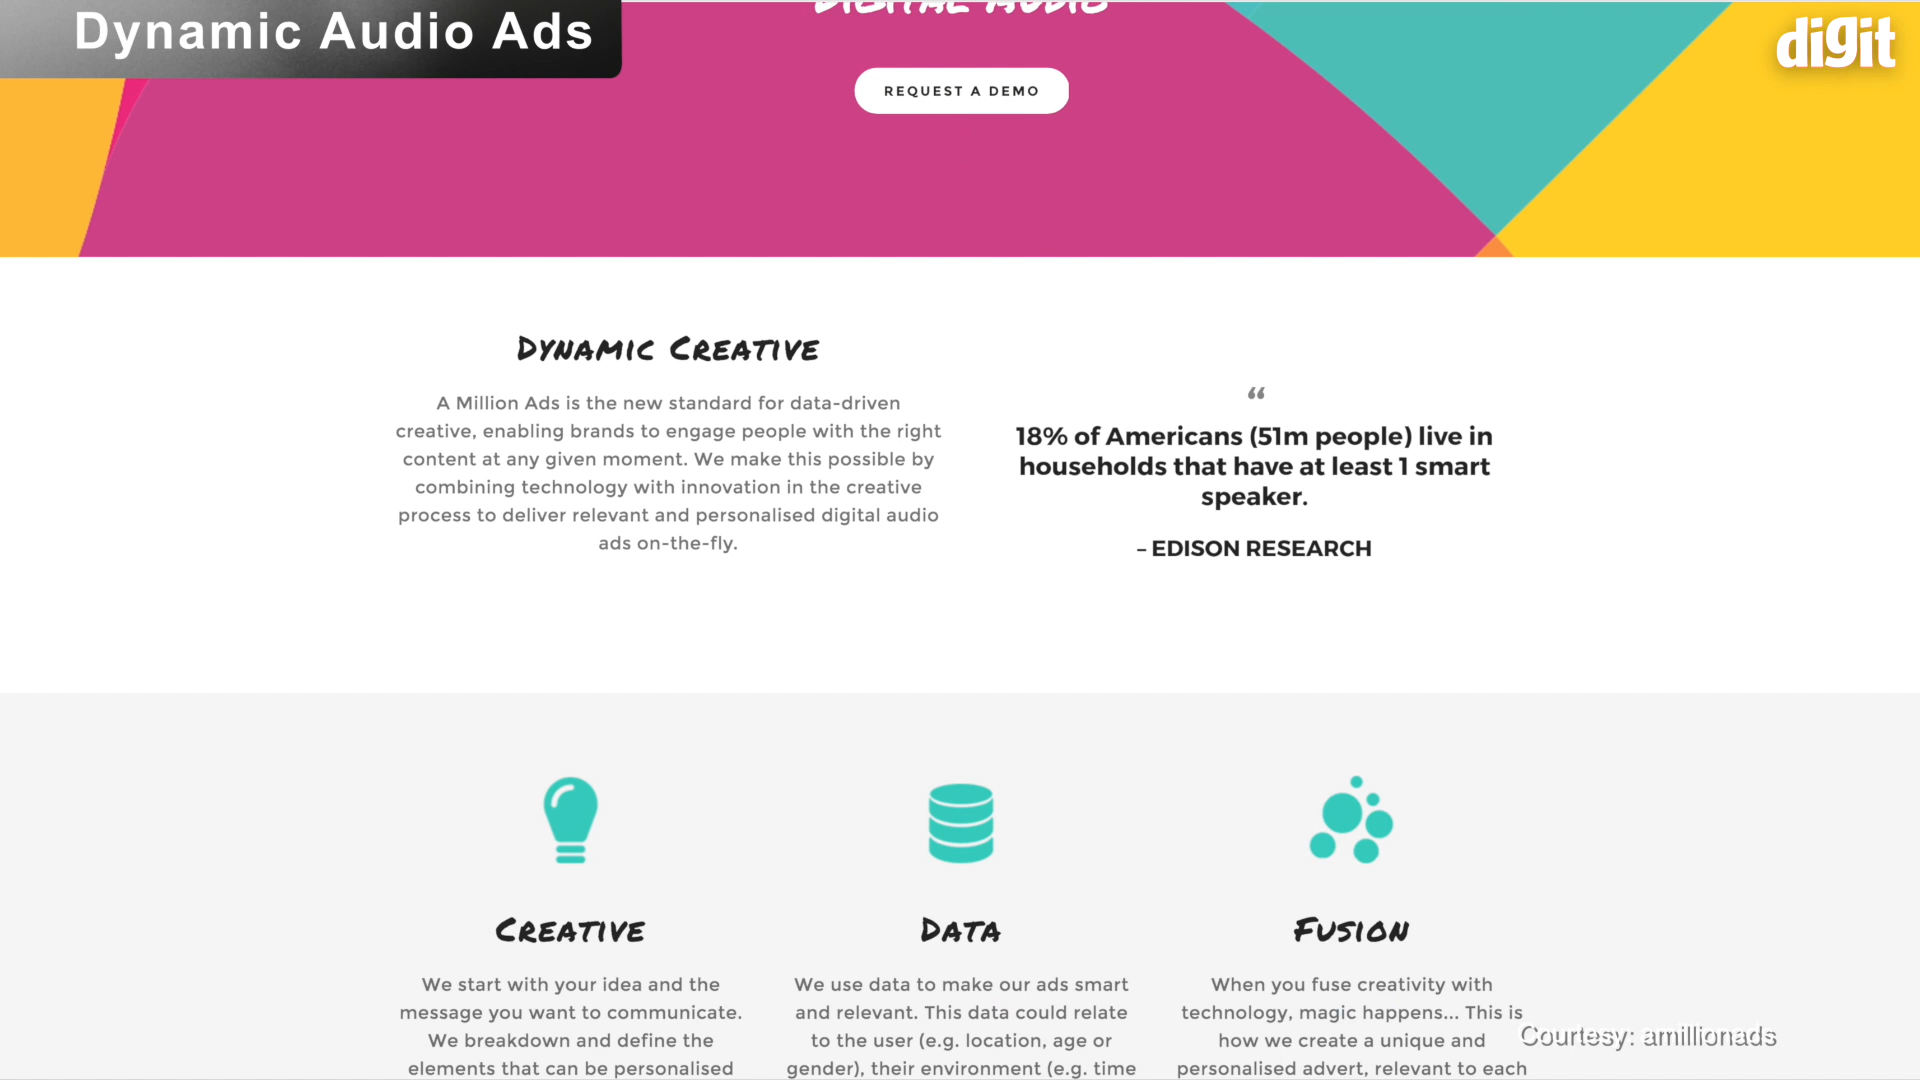 Dynamic Audio Ads
digit
DIGITAL AUDIO
REQUEST A DEMO
DYNAMIC CREATIVE
A Million Ads is the new standard for data-driven
creative, enabling brands to engage people with the right
content at any given moment. We make this possible by
combining technology with innovation in the creative
process to deliver relevant and personalised digital audio
ads on-the-fly.
“
18% of Americans (51m people) live in
households that have at least 1 smart
speaker.
– EDISON RESEARCH
CREATIVE
We start with your idea and the
message you want to communicate.
We breakdown and define the
elements that can be personalised
DATA
We use data to make our ads smart
and relevant. This data could relate
to the user (e.g. location, age or
gender), their environment (e.g. time
FUSION
When you fuse creativity with
technology, magic happens... This is
how we create a unique and
personalised advert, relevant to each
Courtesy: amillionads